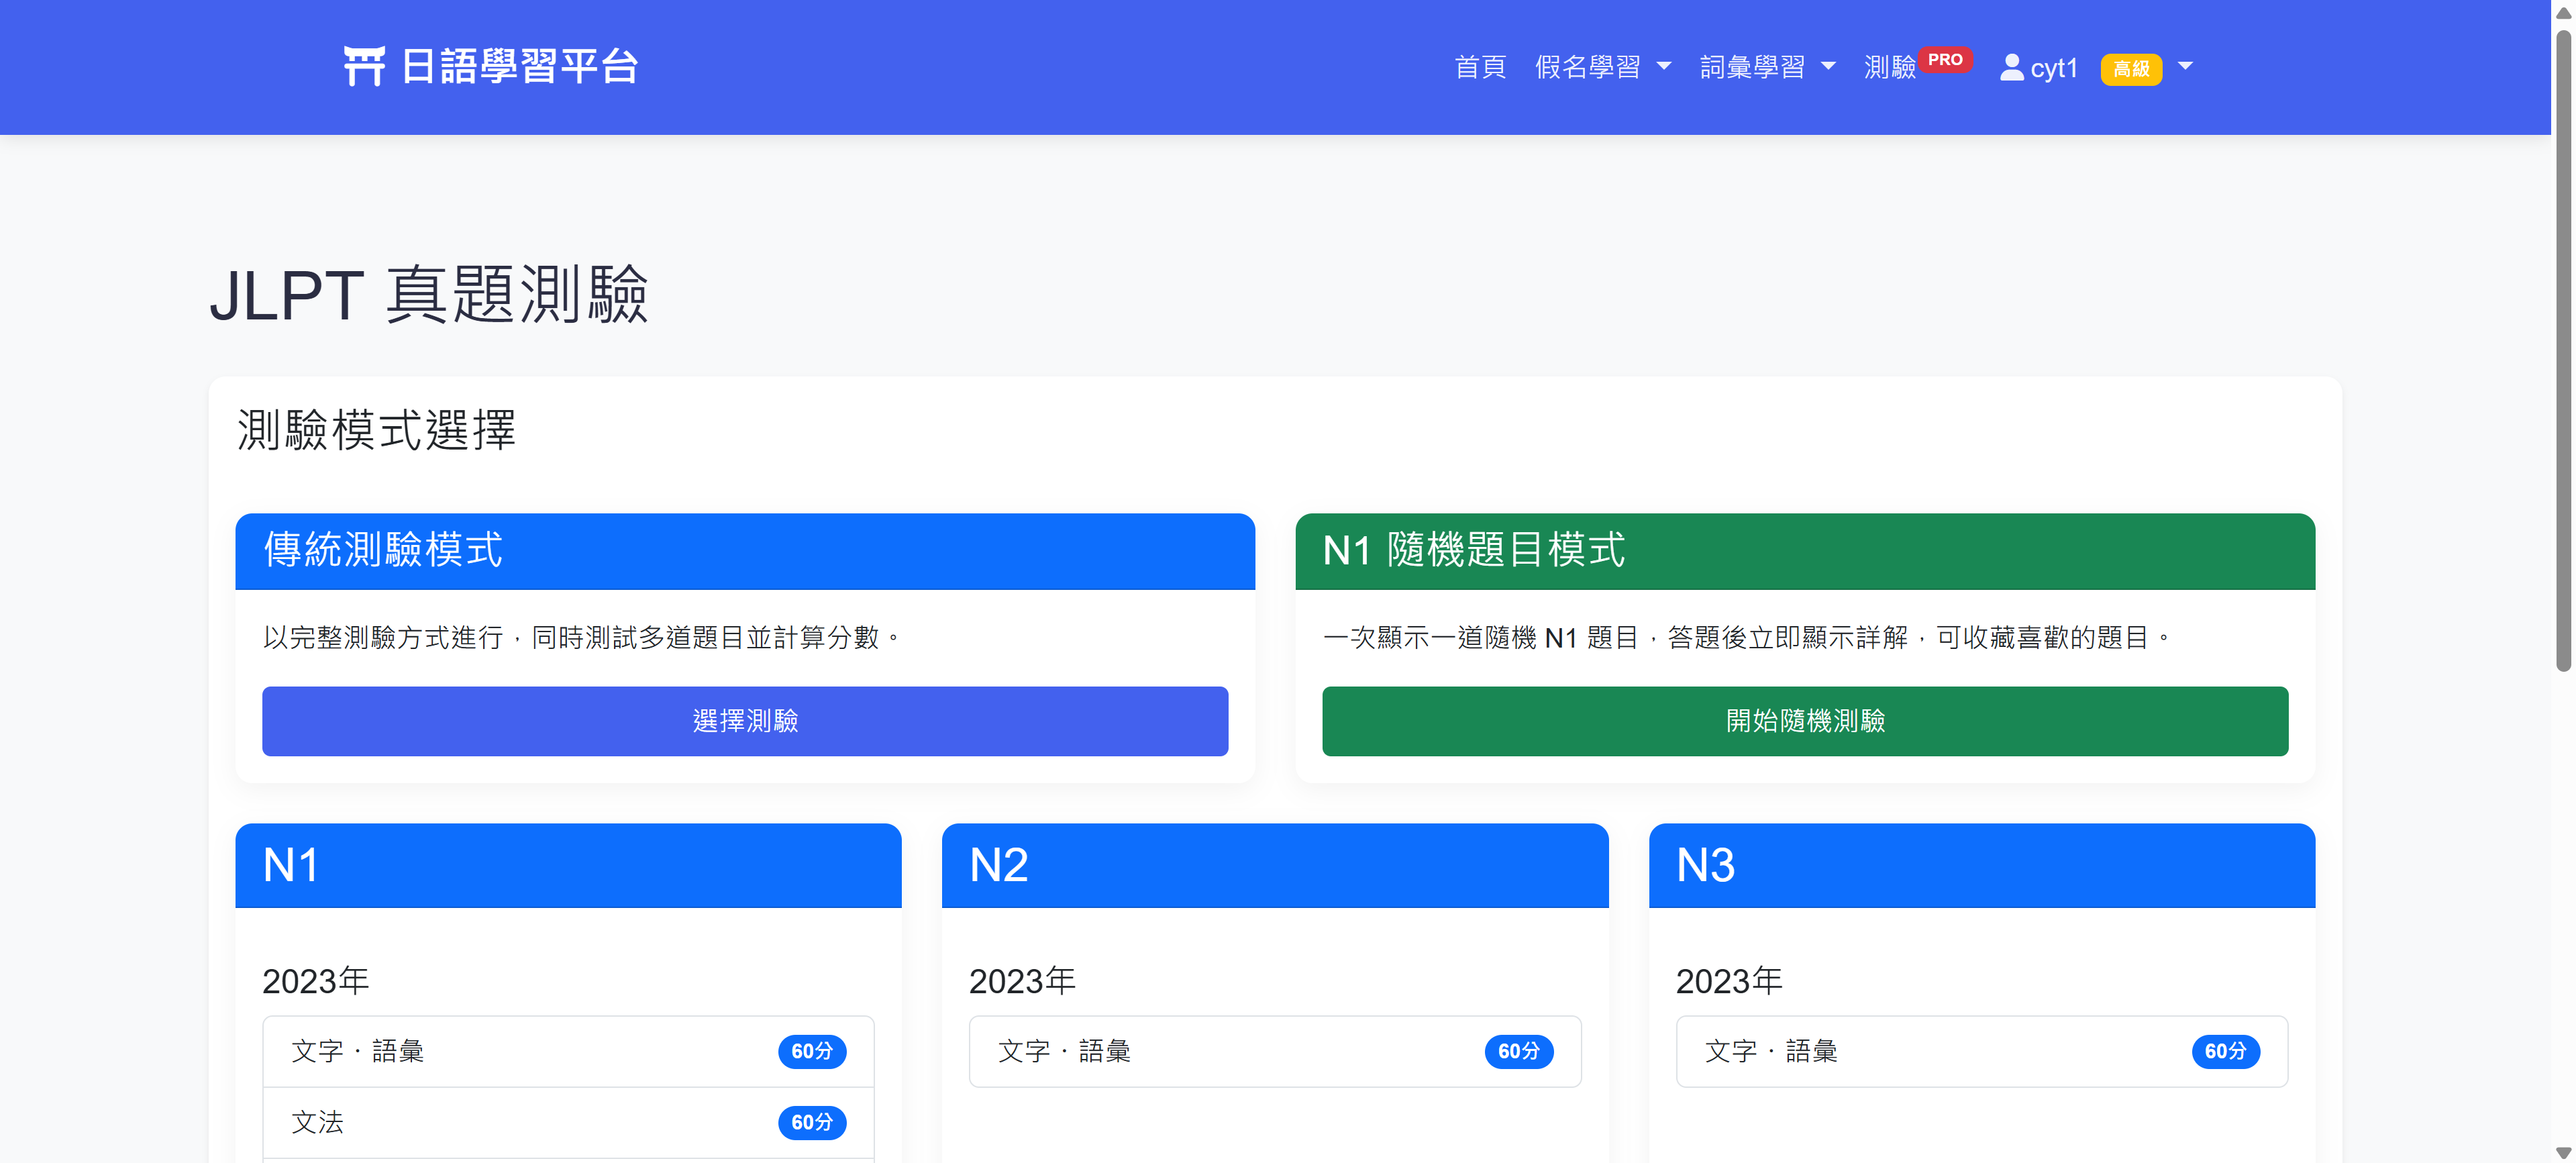 日語學習平台
首頁 假名學習 詞彙學習 測驗 PRO cyt1 高級
JLPT 真題測驗
測驗模式選擇
傳統測驗模式
以完整測驗方式進行，同時測試多道題目並計算分數。
選擇測驗
N1 隨機題目模式
一次顯示一道隨機 N1 題目，答題後立即顯示詳解，可收藏喜歡的題目。
開始隨機測驗
N1
2023年
文字・語彙 60分
文法 60分
N2
2023年
文字・語彙 60分
N3
2023年
文字・語彙 60分